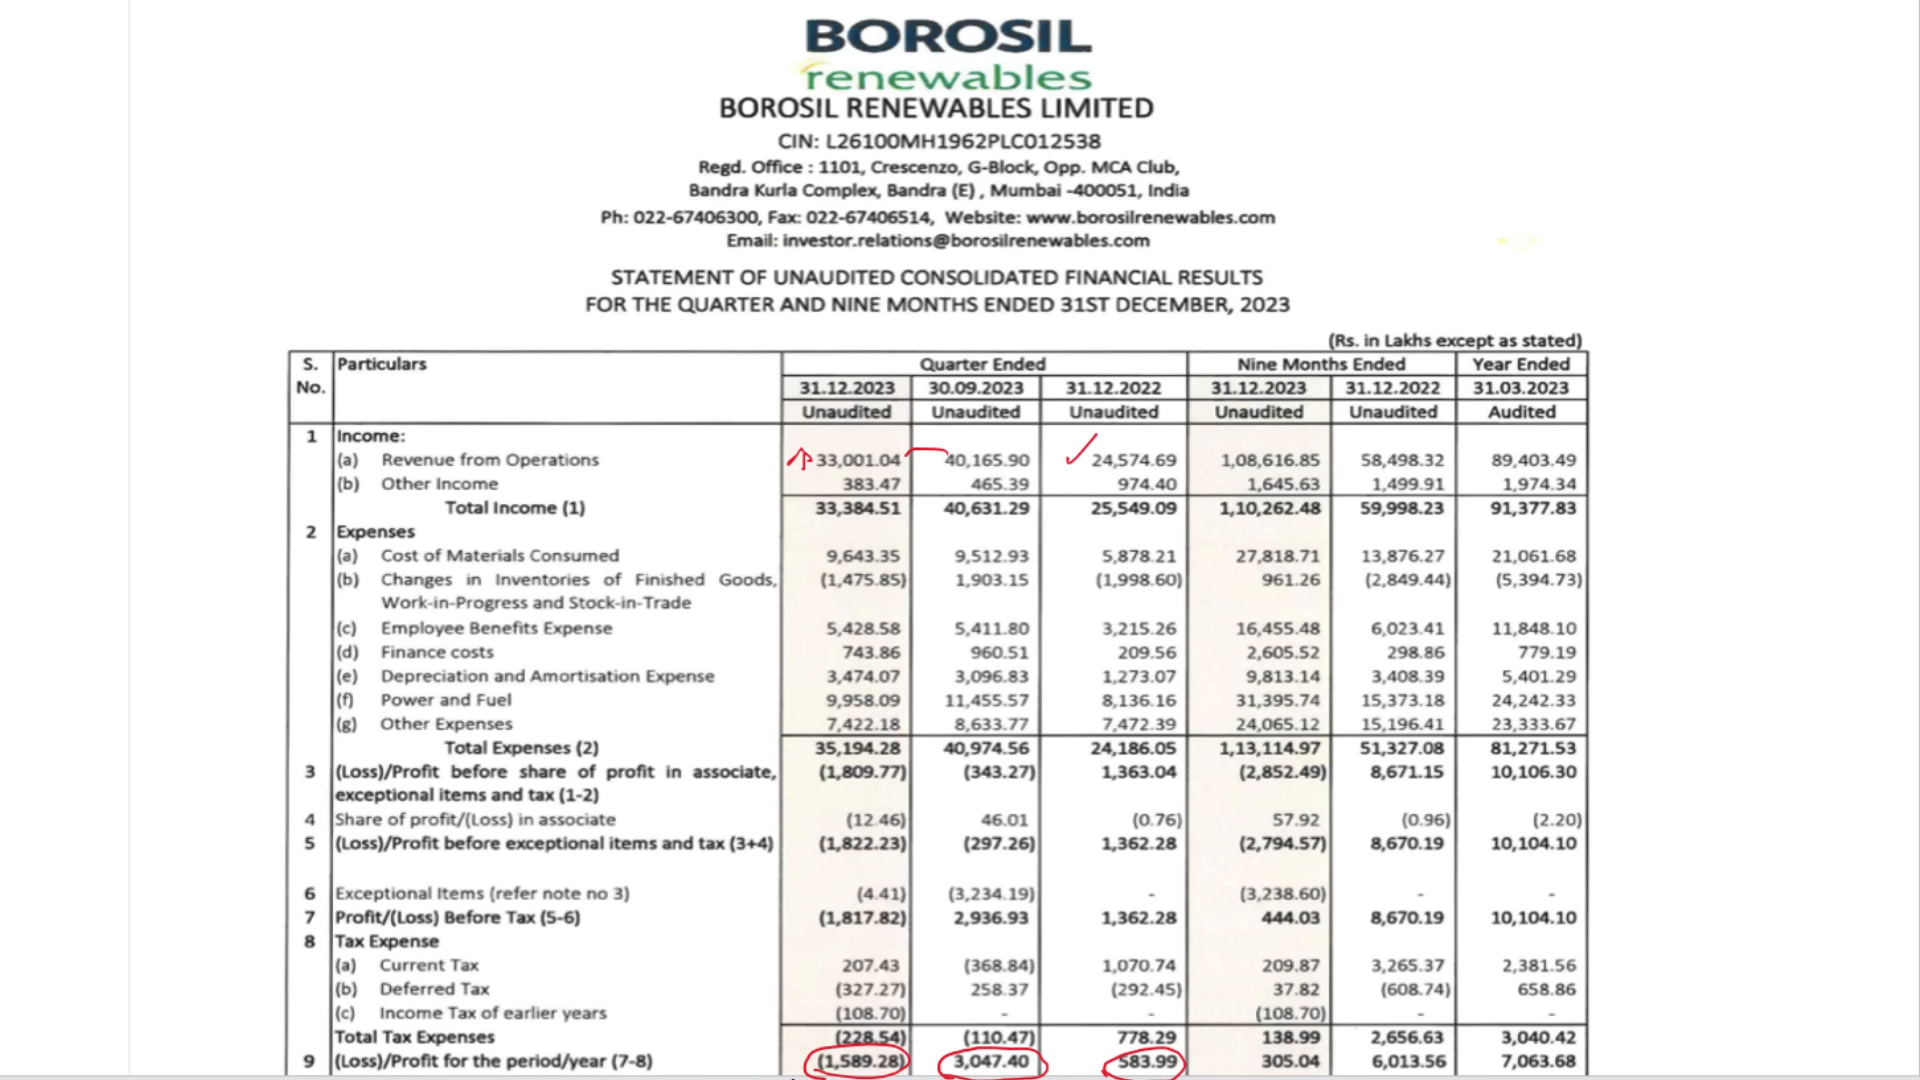 BOROSIL
renewables
BOROSIL RENEWABLES LIMITED
CIN: L26100MH1962PLC012538
Regd. Office : 1101, Crescenzo, G-Block, Opp. MCA Club,
Bandra Kurla Complex, Bandra (E) , Mumbai -400051, India
Ph: 022-67406300, Fax: 022-67406514, Website: www.borosilrenewables.com
Email: investor.relations@borosilrenewables.com
STATEMENT OF UNAUDITED CONSOLIDATED FINANCIAL RESULTS
FOR THE QUARTER AND NINE MONTHS ENDED 31ST DECEMBER, 2023
(Rs. in Lakhs except as stated)
S. Particulars Quarter Ended Nine Months Ended Year Ended
No. 31.12.2023 30.09.2023 31.12.2022 31.12.2023 31.12.2022 31.03.2023
Unaudited Unaudited Unaudited Unaudited Unaudited Audited
1 Income:
(a) Revenue from Operations 33,001.04 40,165.90 24,574.69 1,08,616.85 58,498.32 89,403.49
(b) Other Income 383.47 465.39 974.40 1,645.63 1,499.91 1,974.34
Total Income (1) 33,384.51 40,631.29 25,549.09 1,10,262.48 59,998.23 91,377.83
2 Expenses
(a) Cost of Materials Consumed 9,643.35 9,512.93 5,878.21 27,818.71 13,876.27 21,061.68
(b) Changes in Inventories of Finished Goods, (1,475.85) 1,903.15 (1,998.60) 961.26 (2,849.44) (5,394.73)
Work-in-Progress and Stock-in-Trade
(c) Employee Benefits Expense 5,428.58 5,411.80 3,215.26 16,455.48 6,023.41 11,848.10
(d) Finance costs 743.86 960.51 209.56 2,605.52 298.86 779.19
(e) Depreciation and Amortisation Expense 3,474.07 3,096.83 1,273.07 9,813.14 3,408.39 5,401.29
(f) Power and Fuel 9,958.09 11,455.57 8,136.16 31,395.74 15,373.18 24,242.33
(g) Other Expenses 7,422.18 8,633.77 7,472.39 24,065.12 15,196.41 23,333.67
Total Expenses (2) 35,194.28 40,974.56 24,186.05 1,13,114.97 51,327.08 81,271.53
3 (Loss)/Profit before share of profit in associate, (1,809.77) (343.27) 1,363.04 (2,852.49) 8,671.15 10,106.30
exceptional items and tax (1-2)
4 Share of profit/(Loss) in associate (12.46) 46.01 (0.76) 57.92 (0.96) (2.20)
5 (Loss)/Profit before exceptional items and tax (3+4) (1,822.23) (297.26) 1,362.28 (2,794.57) 8,670.19 10,104.10
6 Exceptional Items (refer note no 3) (4.41) (3,234.19) - (3,238.60) - -
7 Profit/(Loss) Before Tax (5-6) (1,817.82) 2,936.93 1,362.28 444.03 8,670.19 10,104.10
8 Tax Expense
(a) Current Tax 207.43 (368.84) 1,070.74 209.87 3,265.37 2,381.56
(b) Deferred Tax (327.27) 258.37 (292.45) 37.82 (608.74) 658.86
(c) Income Tax of earlier years (108.70) - - (108.70) - -
Total Tax Expenses (228.54) (110.47) 778.29 138.99 2,656.63 3,040.42
9 (Loss)/Profit for the period/year (7-8) (1,589.28) 3,047.40 583.99 305.04 6,013.56 7,063.68